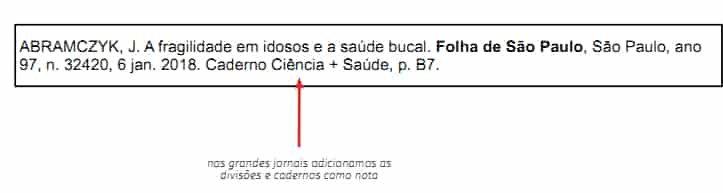 ABRAMCZYK, J. A fragilidade em idosos e a saúde bucal. Folha de São Paulo, São Paulo, ano
97, n. 32420, 6 jan. 2018. Caderno Ciência + Saúde, p. B7.
nos grandes jornais adicionamos as
divisões e cadernos como nota